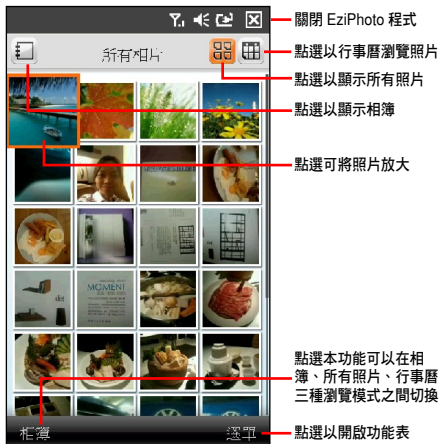 關閉 EziPhoto 程式
所有相片
點選以行事曆瀏覽照片
點選以顯示所有照片
點選以顯示相簿
點選可將照片放大
MOMENT
點選本功能可以在相
簿、所有照片、行事曆
三種瀏覽模式之間切換
相簿
選單
點選以開啟功能表